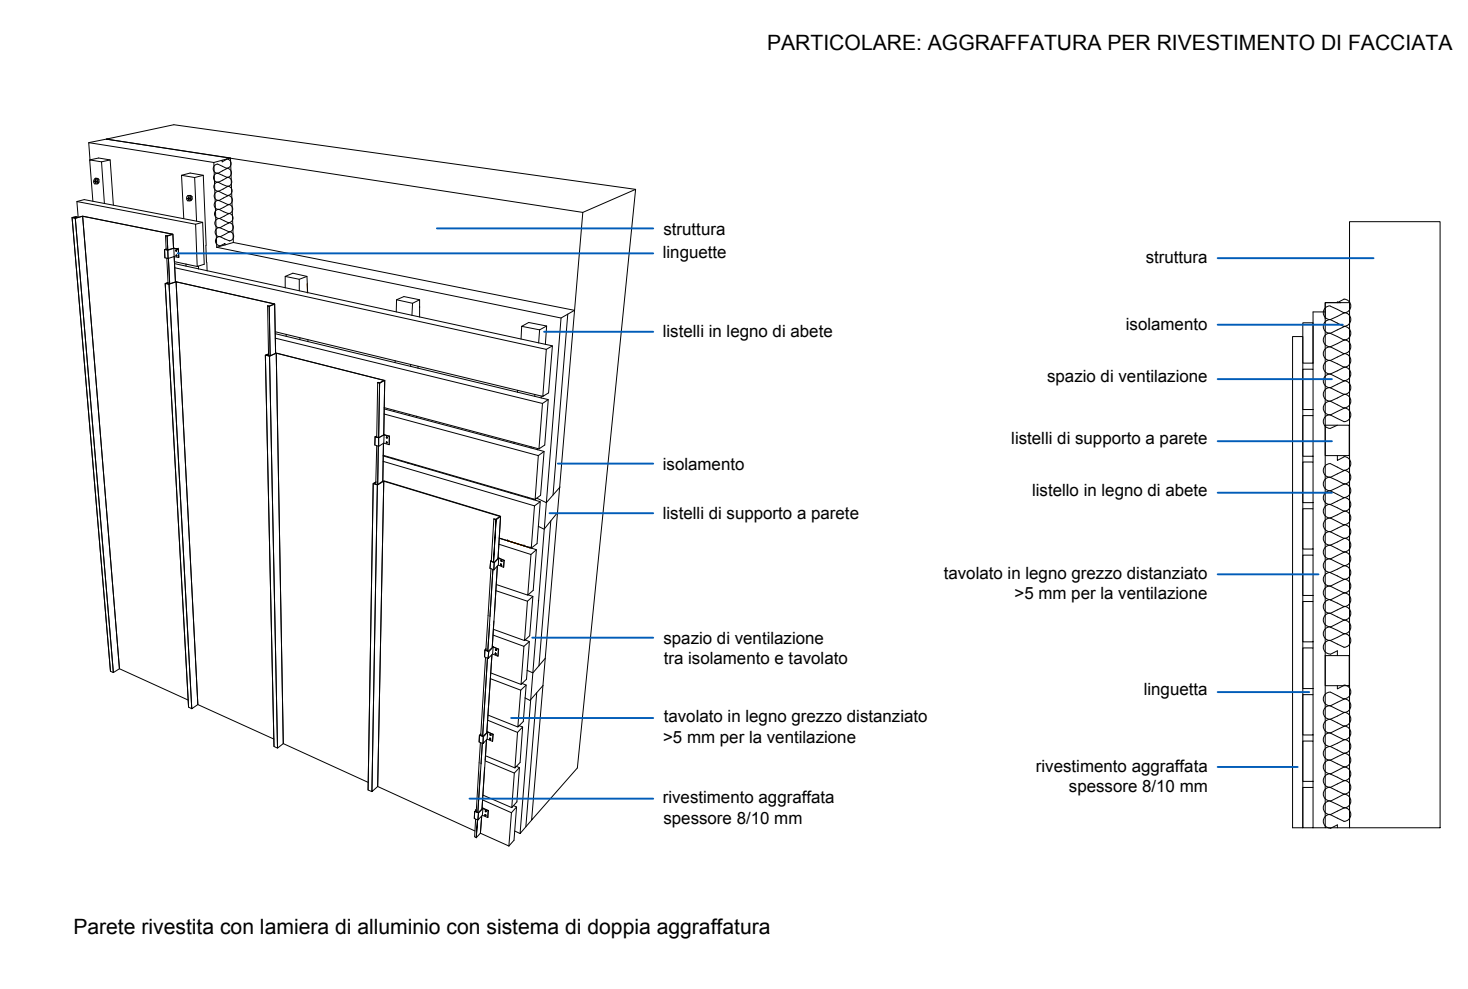 PARTICOLARE: AGGRAFFATURA PER RIVESTIMENTO DI FACCIATA
struttura
linguette
listelli in legno di abete
isolamento
listelli di supporto a parete
spazio di ventilazione
tra isolamento e tavolato
tavolato in legno grezzo distanziato
>5 mm per la ventilazione
rivestimento aggraffata
spessore 8/10 mm
struttura
isolamento
spazio di ventilazione
listelli di supporto a parete
listello in legno di abete
tavolato in legno grezzo distanziato
>5 mm per la ventilazione
linguetta
rivestimento aggraffata
spessore 8/10 mm
Parete rivestita con lamiera di alluminio con sistema di doppia aggraffatura